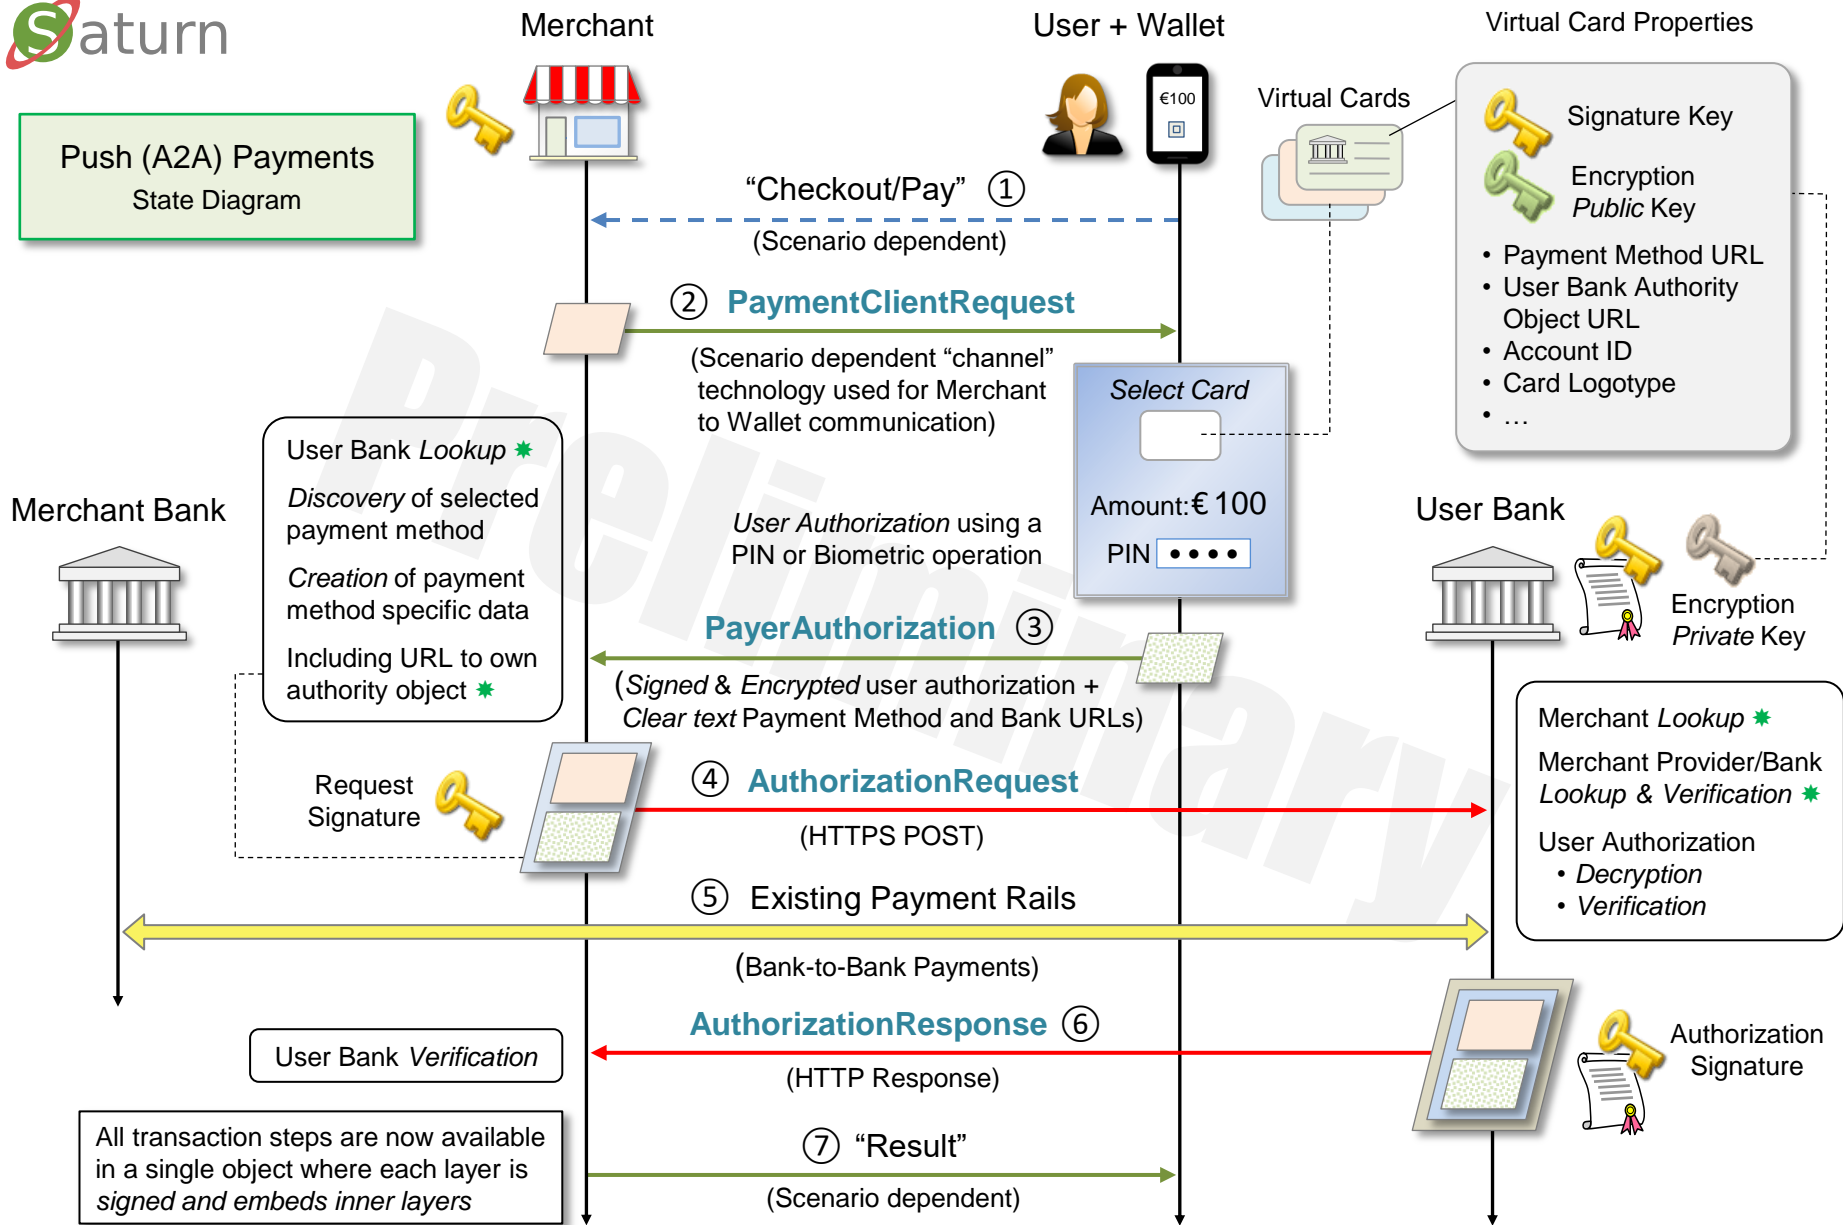 Saturn
Merchant
User + Wallet
Virtual Card Properties
Push (A2A) Payments
State Diagram
€100
Virtual Cards
Signature Key
Encryption
Public Key
• Payment Method URL
• User Bank Authority
Object URL
• Account ID
• Card Logotype
• …
“Checkout/Pay” ①
(Scenario dependent)
② PaymentClientRequest
(Scenario dependent “channel”
technology used for Merchant
to Wallet communication)
Select Card
Amount: € 100
PIN ••••
User Authorization using a
PIN or Biometric operation
User Bank Lookup ✷
Discovery of selected
payment method
Creation of payment
method specific data
Including URL to own
authority object ✷
Merchant Bank
User Bank
Encryption
Private Key
PayerAuthorization ③
(Signed & Encrypted user authorization +
Clear text Payment Method and Bank URLs)
Merchant Lookup ✷
Merchant Provider/Bank
Lookup & Verification ✷
User Authorization
• Decryption
• Verification
Request
Signature
④ AuthorizationRequest
(HTTPS POST)
⑤ Existing Payment Rails
(Bank-to-Bank Payments)
AuthorizationResponse ⑥
(HTTP Response)
User Bank Verification
Authorization
Signature
All transaction steps are now available
in a single object where each layer is
signed and embeds inner layers
⑦ “Result”
(Scenario dependent)
Preliminary